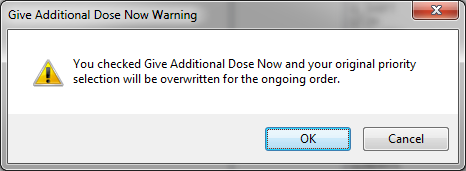 Give Additional Dose Now Warning
You checked Give Additional Dose Now and your original priority
selection will be overwritten for the ongoing order.
OK Cancel